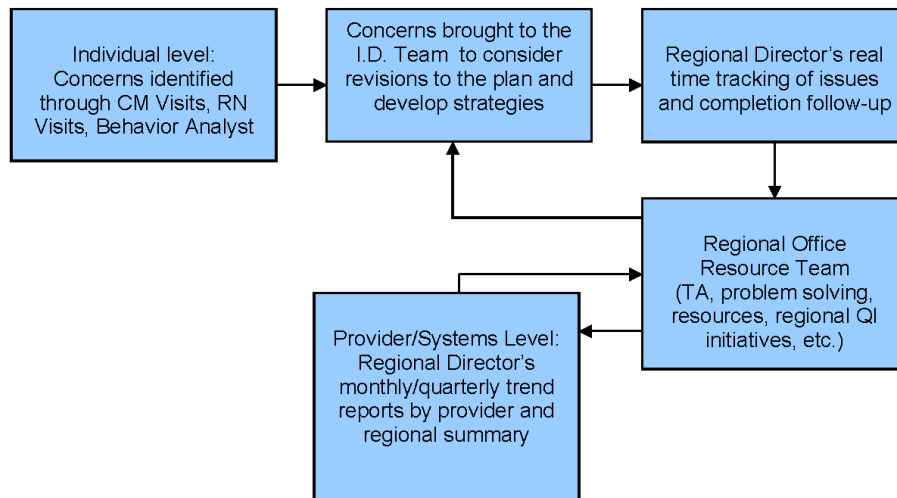 Individual level:
Concerns identified
through CM Visits, RN
Visits, Behavior Analyst
Concerns brought to the
I.D. Team to consider
revisions to the plan and
develop strategies
Regional Director's real
time tracking of issues
and completion follow-up
Regional Office
Resource Team
(TA, problem solving,
resources, regional QI
initiatives, etc.)
Provider/Systems Level:
Regional Director's
monthly/quarterly trend
reports by provider and
regional summary